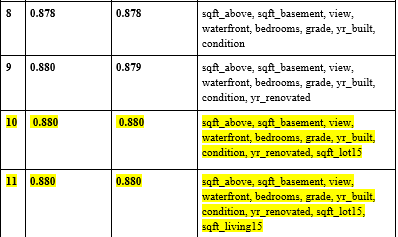 8 0.878 0.878 sqft_above, sqft_basement, view,
waterfront, bedrooms, grade, yr_built,
condition
9 0.880 0.879 sqft_above, sqft_basement, view,
waterfront, bedrooms, grade, yr_built,
condition, yr_renovated
10 0.880 0.880 sqft_above, sqft_basement, view,
waterfront, bedrooms, grade, yr_built,
condition, yr_renovated, sqft_lot15
11 0.880 0.880 sqft_above, sqft_basement, view,
waterfront, bedrooms, grade, yr_built,
condition, yr_renovated, sqft_lot15,
sqft_living15